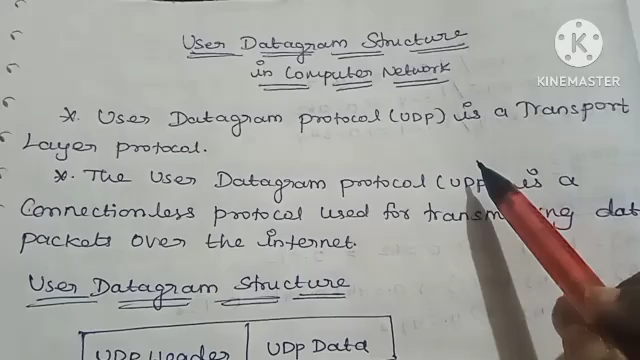 User Datagram Structure
in Computer Network
KINEMASTER
*. User Datagram protocol (UDP) is a Transport
Layer protocol.
*. The User Datagram protocol (UDP is a
Connectionless protocol used for dat
packets over the internet.
User Datagram Structure
UDP Header UDP Data